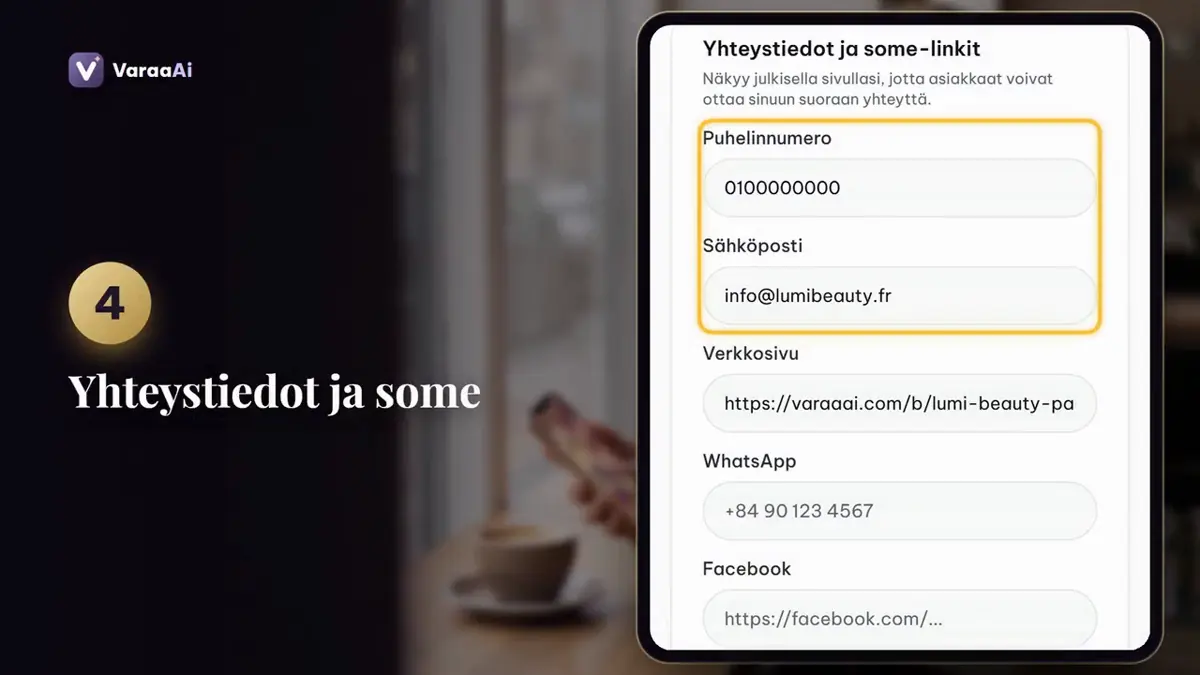 VaraaAi
4
Yhteystiedot ja some
Yhteystiedot ja some-linkit
Näkyy julkisella sivullasi, jotta asiakkaat voivat
ottaa sinuun suoraan yhteyttä.
Puhelinnumero
0100000000
Sähköposti
info@lumibeauty.fr
Verkkosivu
https://varaaai.com/b/lumi-beauty-pa
WhatsApp
+84 90 123 4567
Facebook
https://facebook.com/...